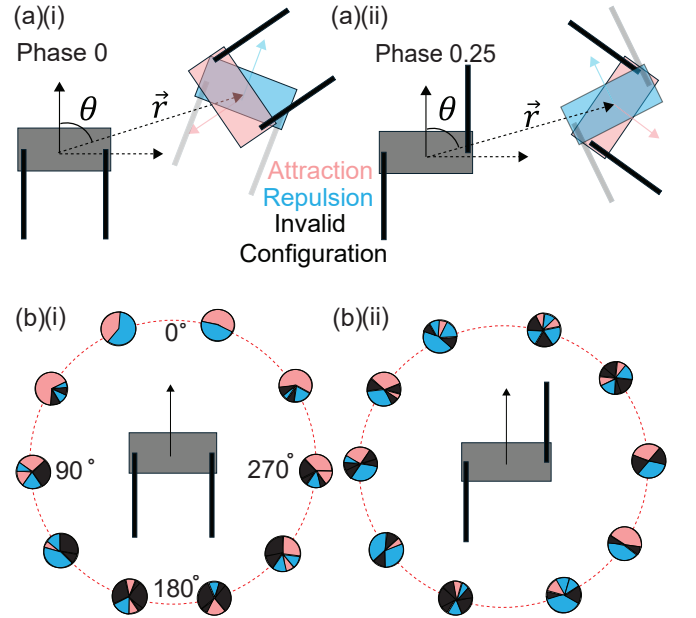 (a)(i)
Phase 0
θ
r⃗
(a)(ii)
Phase 0.25
θ
r⃗
Attraction
Repulsion
Invalid
Configuration
(b)(i)
0°
90°
270°
180°
(b)(ii)